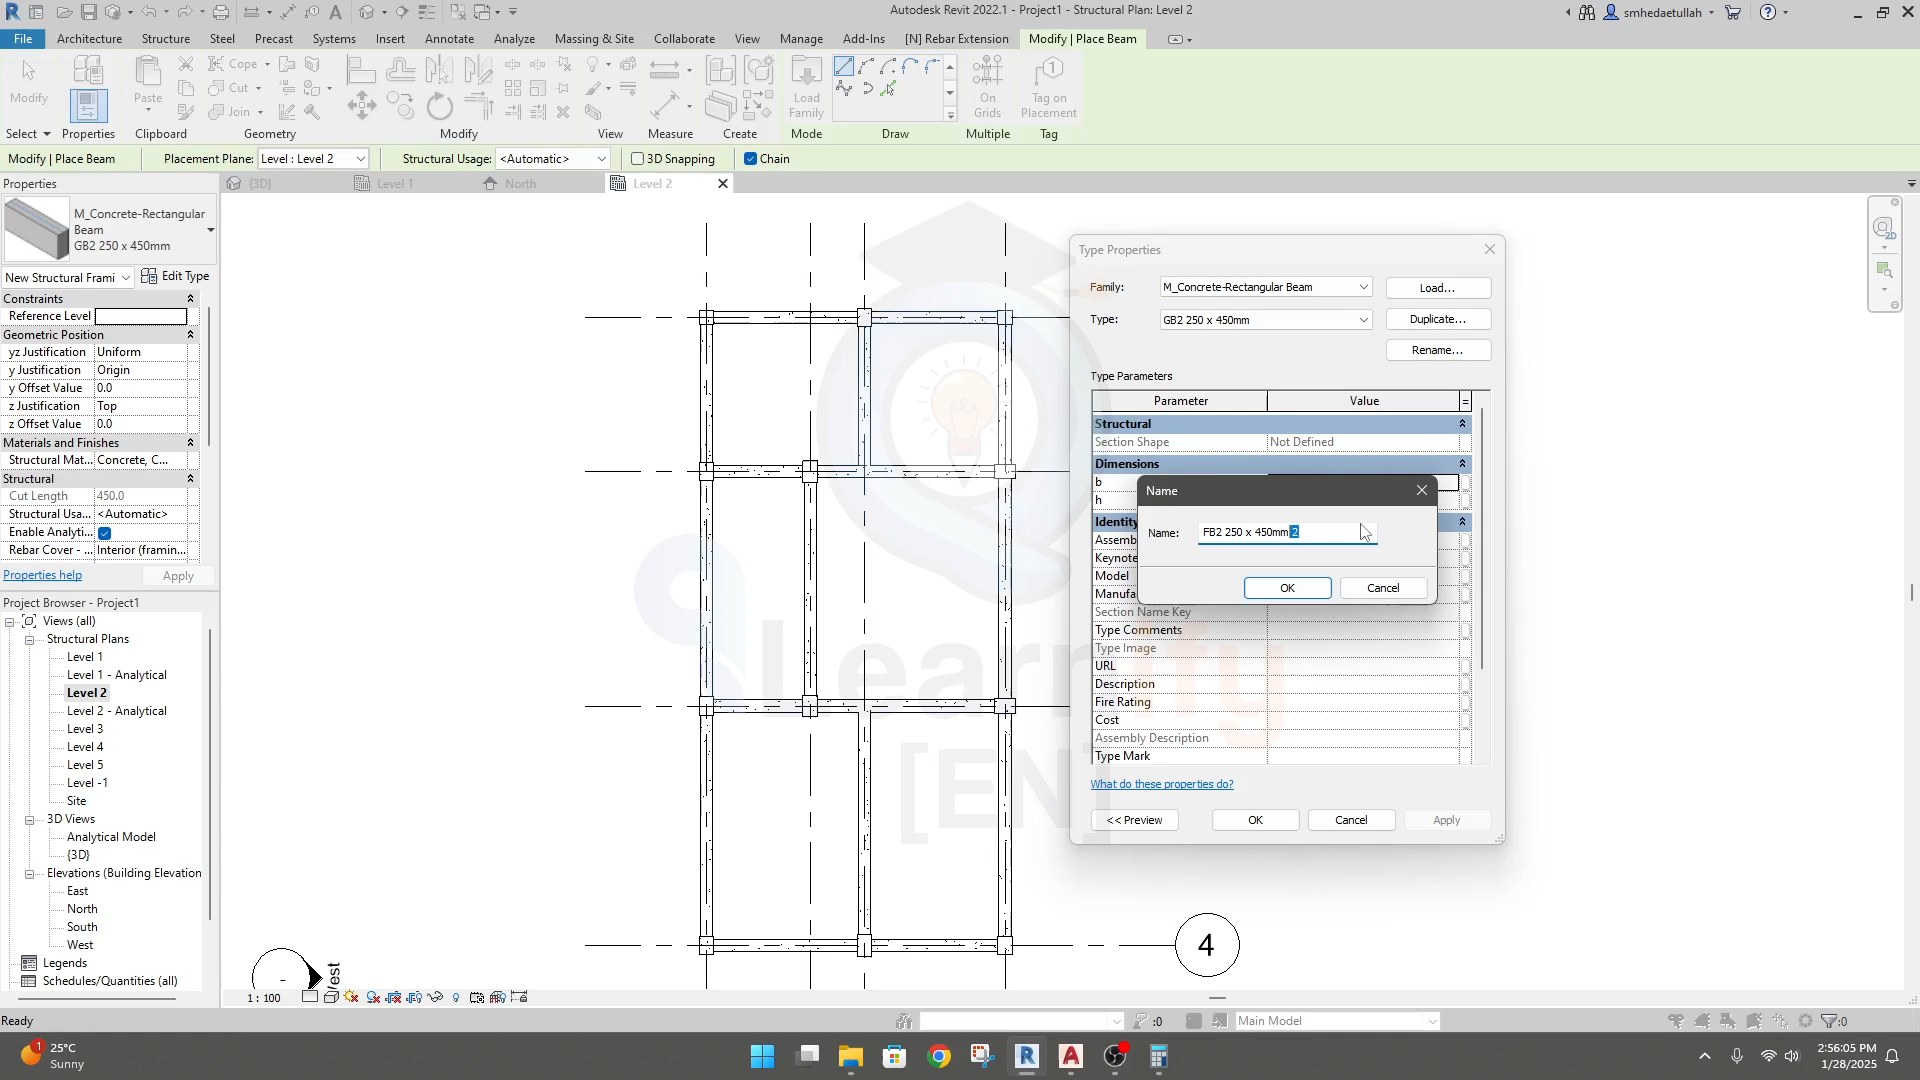 Autodesk Revit 2022.1 - Project1 - Structural Plan: Level 2
smhedaetullah
File
Architecture
Structure
Steel
Precast
Systems
Insert
Annotate
Analyze
Massing & Site
Collaborate
View
Manage
Add-Ins
[N] Rebar Extension
Modify | Place Beam
Modify
Paste
Cope
Cut
Join
Load
Family
On
Grids
Tag on
Placement
Select
Properties
Clipboard
Geometry
Modify
View
Measure
Create
Mode
Draw
Multiple
Tag
Modify | Place Beam
Placement Plane: Level : Level 2
Structural Usage: <Automatic>
3D Snapping
Chain
Properties
{3D}
Level 1
North
Level 2
M_Concrete-Rectangular
Beam
GB2 250 x 450mm
New Structural Frami
Edit Type
Constraints
Reference Level
Geometric Position
yz Justification Uniform
y Justification Origin
y Offset Value 0.0
z Justification Top
z Offset Value 0.0
Materials and Finishes
Structural Mat... Concrete, C...
Structural
Cut Length 450.0
Structural Usa... <Automatic>
Enable Analyti...
Rebar Cover - ... Interior (framin...
Properties help
Apply
Project Browser - Project1
Views (all)
Structural Plans
Level 1
Level 1 - Analytical
Level 2
Level 2 - Analytical
Level 3
Level 4
Level 5
Level -1
Site
3D Views
Analytical Model
{3D}
Elevations (Building Elevation
East
North
South
West
Legends
Schedules/Quantities (all)
Type Properties
Family: M_Concrete-Rectangular Beam
Load...
Type: GB2 250 x 450mm
Duplicate...
Rename...
Type Parameters
Parameter
Value
=
Structural
Section Shape Not Defined
Dimensions
b
h
Identity
Assemb
Keynote
Model
Manufa
Section Name Key
Type Comments
Type Image
URL
Description
Fire Rating
Cost
Assembly Description
Type Mark
What do these properties do?
<< Preview
OK
Cancel
Apply
Name
Name: FB2 250 x 450mm 2
OK
Cancel
Learnify
[EN]
2D
4
-
West
1 : 100
Ready
:0
Main Model
:0
1
25°C
Sunny
2:56:05 PM
1/28/2025